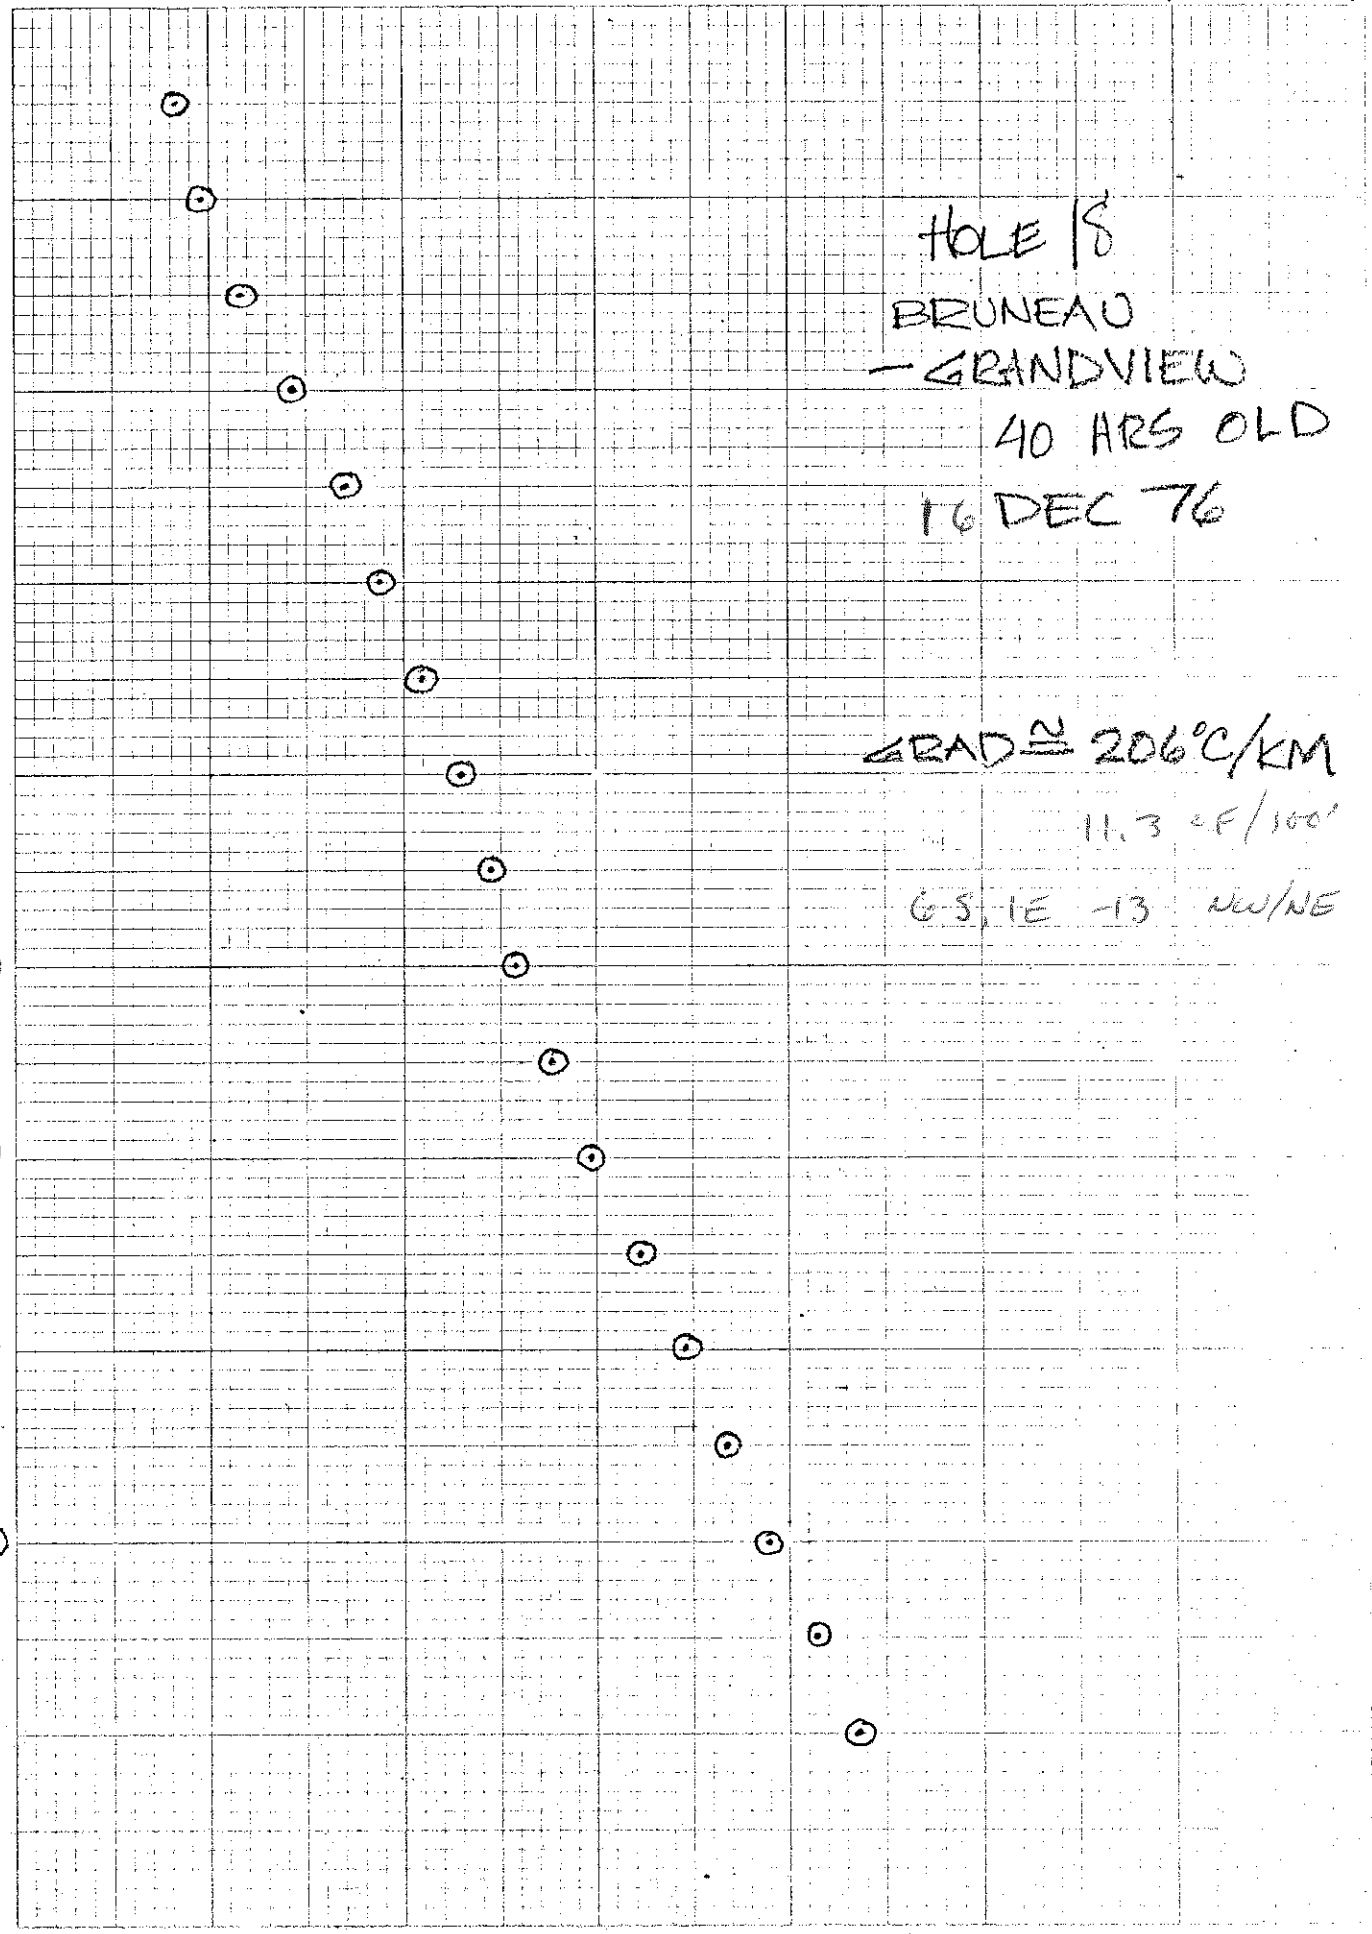 HOLE 18
BRUNEAU
- GRANDVIEW
40 HRS OLD
16 DEC 76
GRAD ≅ 206°C/KM
11.3 °F/100'
6 S, 1E -13 NW/NE